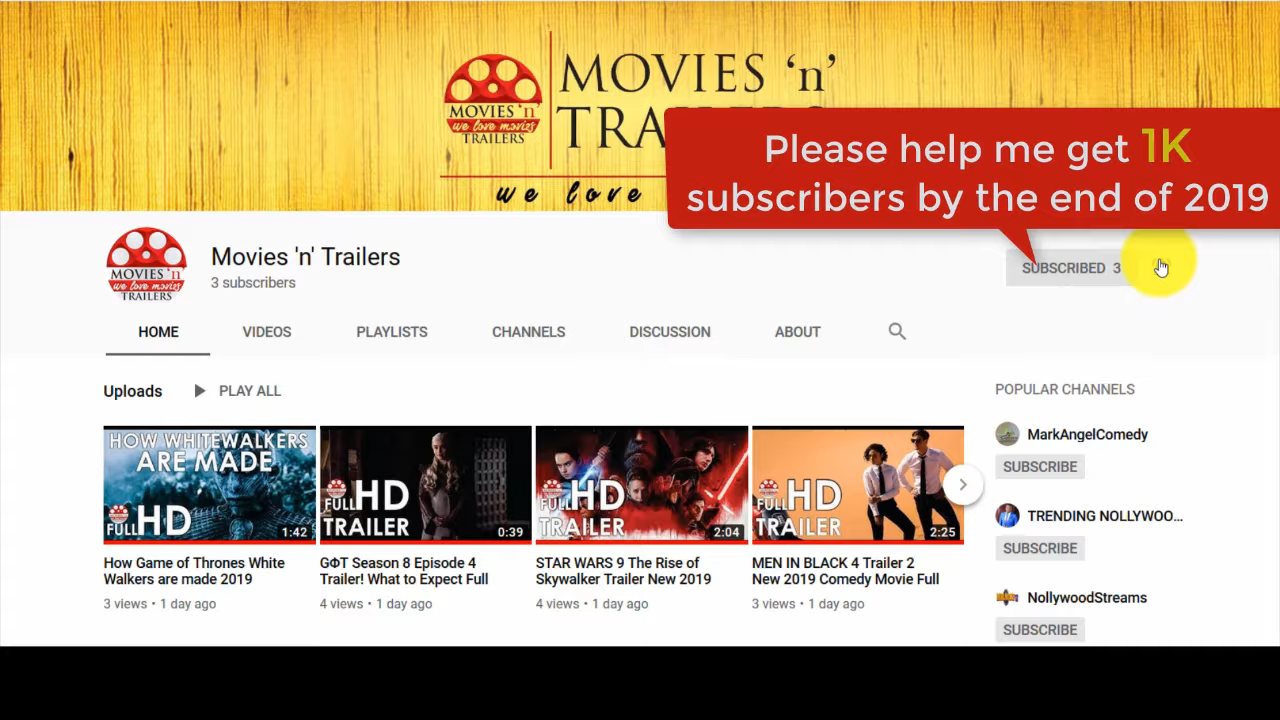 MOVIES 'n'
TRA
we love
MOVIES 'n'
we love movizs
TRAILERS
Please help me get 1K
subscribers by the end of 2019
MOVIES 'n'
we love movizs
TRAILERS
Movies 'n' Trailers
3 subscribers
SUBSCRIBED 3
HOME VIDEOS PLAYLISTS CHANNELS DISCUSSION ABOUT
Uploads PLAY ALL
POPULAR CHANNELS
HOW WHITEWALKERS
ARE MADE
FULL HD
1:42
FULL HD
TRAILER
0:39
FULL HD
TRAILER
2:04
FULL HD
TRAILER
2:25
How Game of Thrones White
Walkers are made 2019
3 views • 1 day ago
GФT Season 8 Episode 4
Trailer! What to Expect Full
4 views • 1 day ago
STAR WARS 9 The Rise of
Skywalker Trailer New 2019
4 views • 1 day ago
MEN IN BLACK 4 Trailer 2
New 2019 Comedy Movie Full
3 views • 1 day ago
MarkAngelComedy
SUBSCRIBE
TRENDING NOLLYWOO...
SUBSCRIBE
NollywoodStreams
SUBSCRIBE